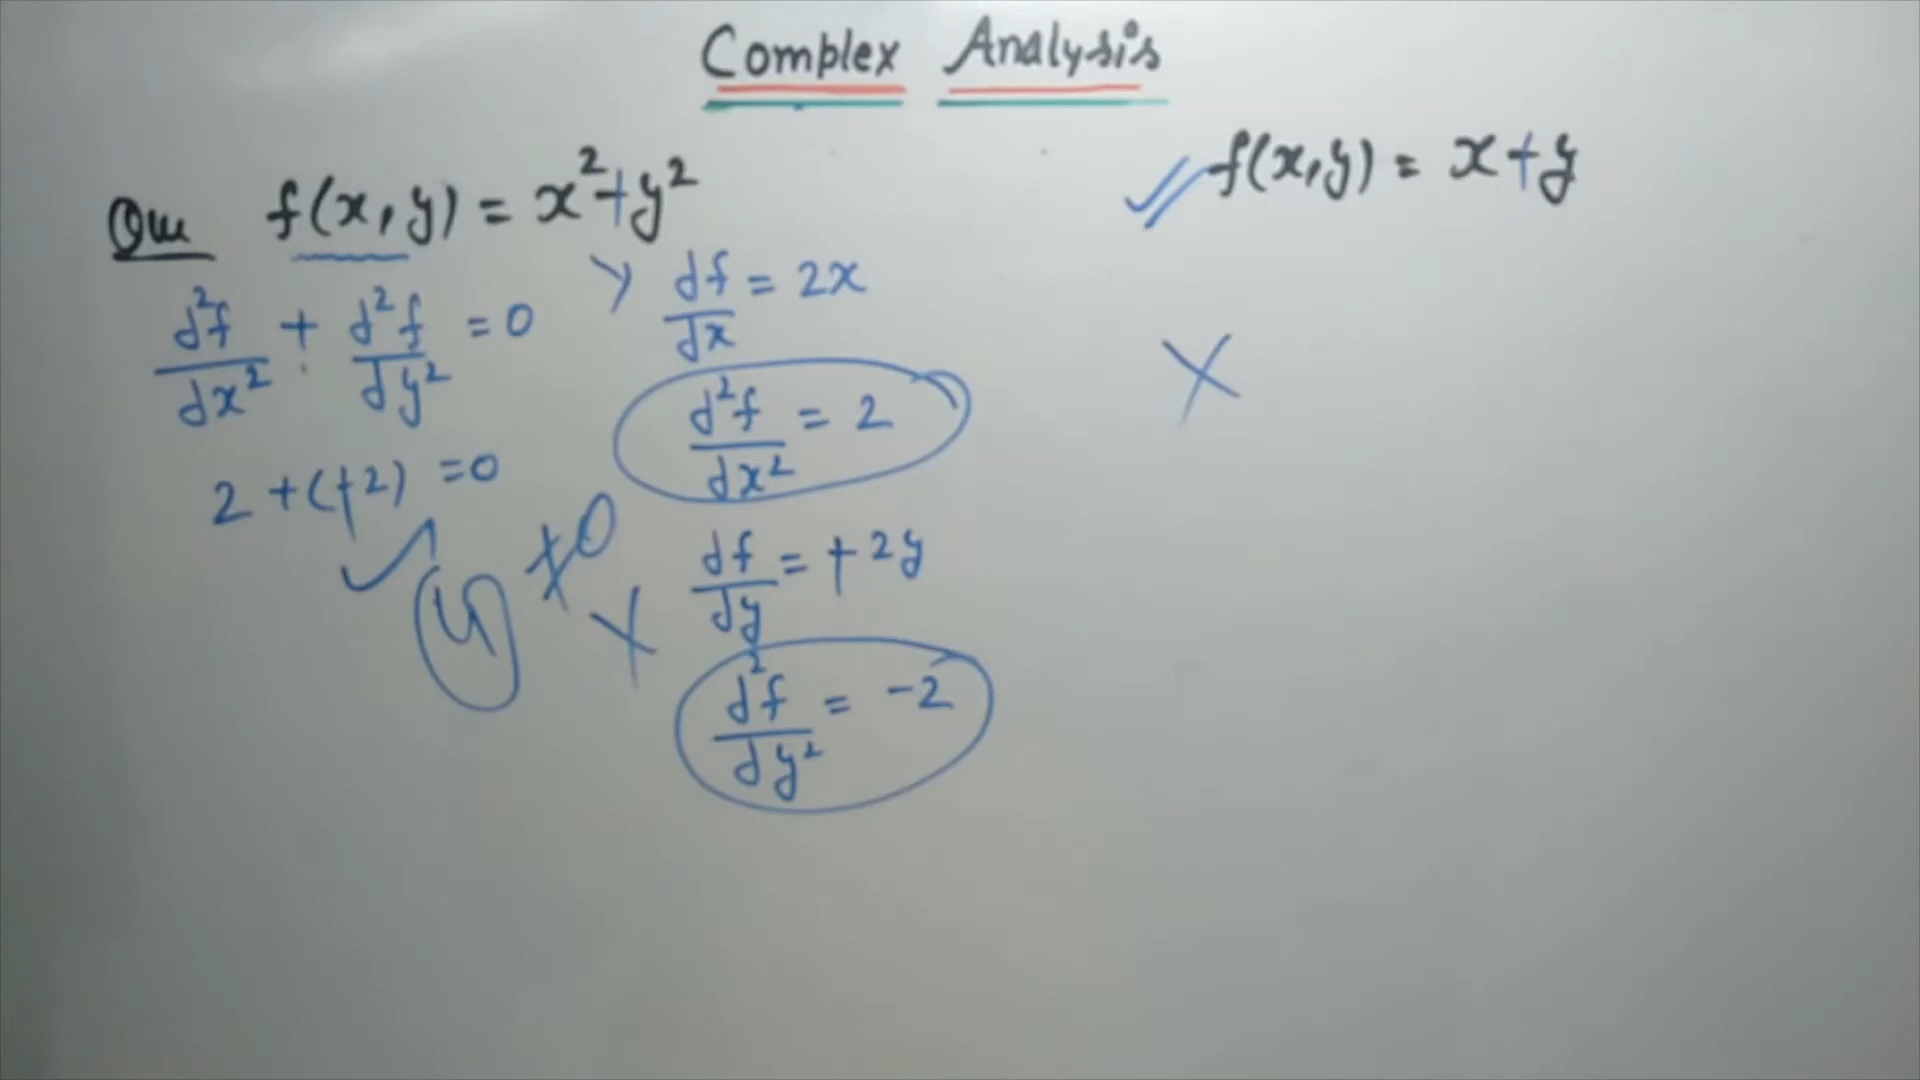 Complex Analysis
Que f(x,y) = x²+y²
d²f/dx² + d²f/dy² = 0
2 +(+2) =0
4 ≠0
df/dx = 2x
d²f/dx² = 2
df/dy = +2y
d²f/dy² = -2
f(x,y) = x+y